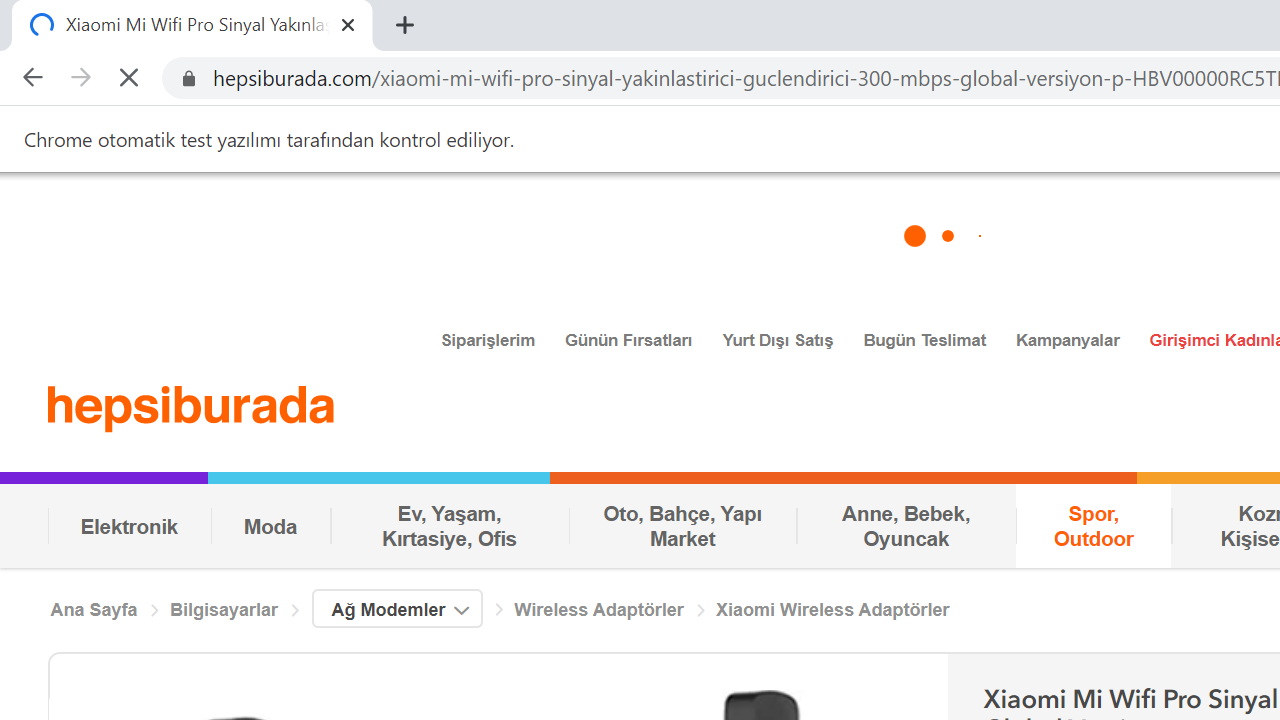 Xiaomi Mi Wifi Pro Sinyal Yakınlaş
hepsiburada.com/xiaomi-mi-wifi-pro-sinyal-yakinlastirici-guclendirici-300-mbps-global-versiyon-p-HBV00000RC5T
Chrome otomatik test yazılımı tarafından kontrol ediliyor.
Siparişlerim Günün Fırsatları Yurt Dışı Satış Bugün Teslimat Kampanyalar Girişimci Kadınla
hepsiburada
Elektronik
Moda
Ev, Yaşam,
Kırtasiye, Ofis
Oto, Bahçe, Yapı
Market
Anne, Bebek,
Oyuncak
Spor,
Outdoor
Koz
Kişise
Ana Sayfa Bilgisayarlar Ağ Modemler Wireless Adaptörler Xiaomi Wireless Adaptörler
Xiaomi Mi Wifi Pro Sinyal